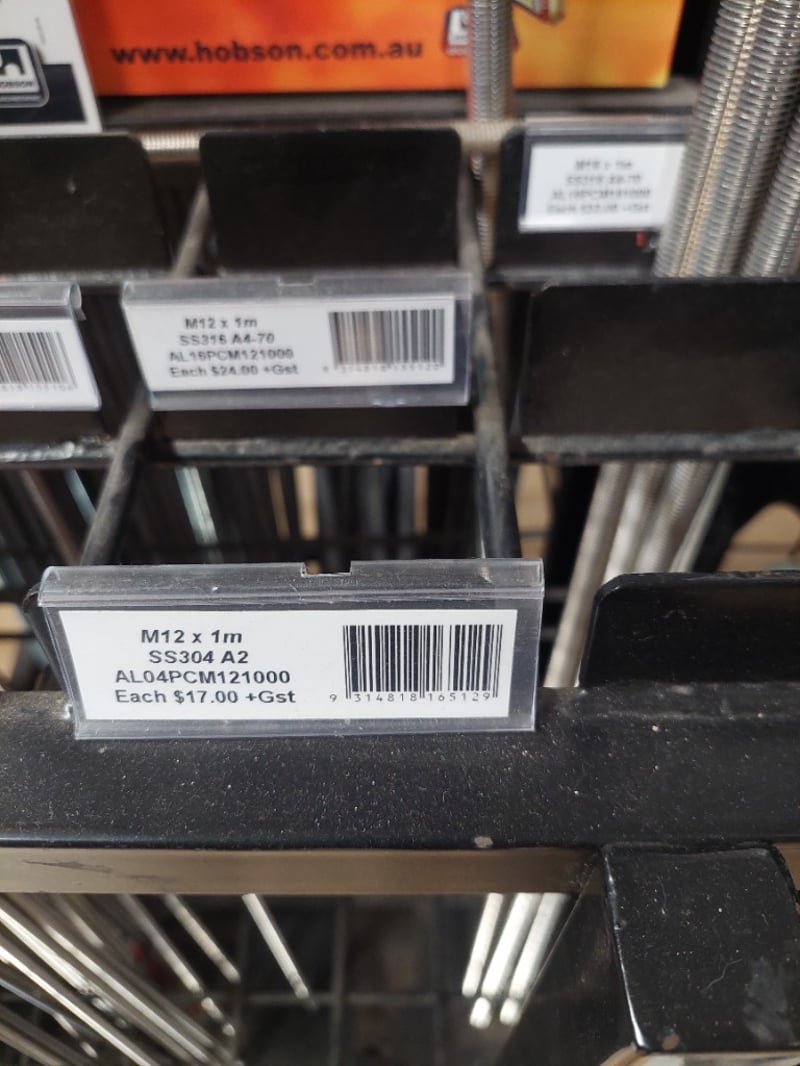 www.hobson.com.au
M12 x 1m
SS316 A4-70
AL16PCM121000
Each $24.00 +Gst
M12 x 1m
SS304 A2
AL04PCM121000
Each $17.00 +Gst
9 314818 165129